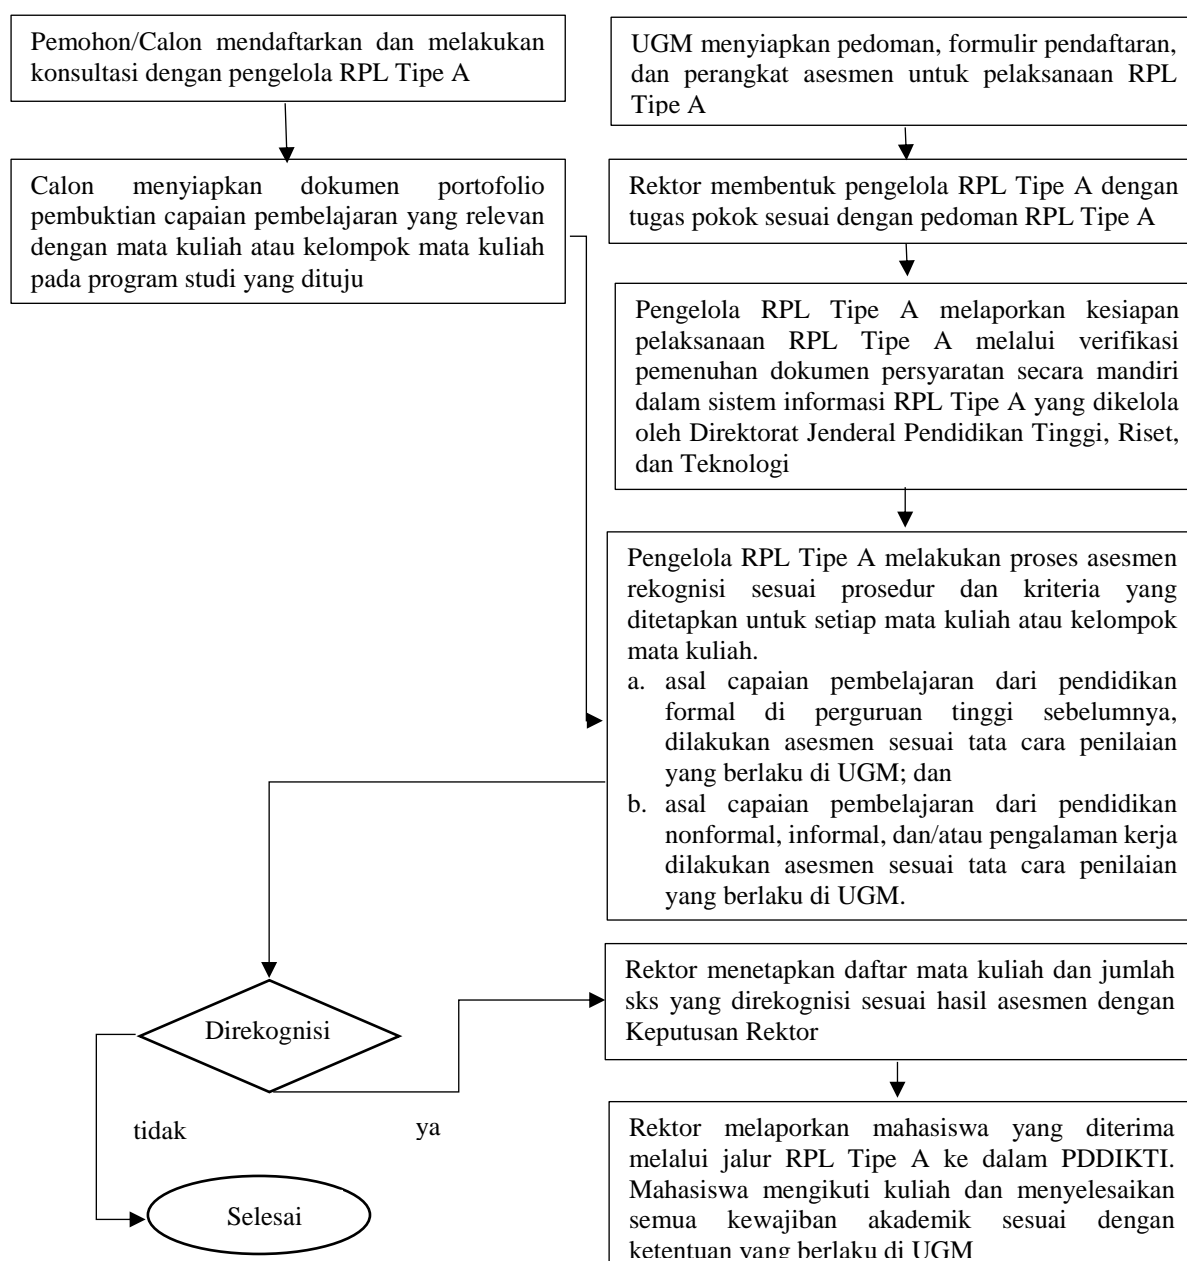 Pemohon/Calon mendaftarkan dan melakukan
konsultasi dengan pengelola RPL Tipe A
Calon menyiapkan dokumen portofolio
pembuktian capaian pembelajaran yang relevan
dengan mata kuliah atau kelompok mata kuliah
pada program studi yang dituju
UGM menyiapkan pedoman, formulir pendaftaran,
dan perangkat asesmen untuk pelaksanaan RPL
Tipe A
Rektor membentuk pengelola RPL Tipe A dengan
tugas pokok sesuai dengan pedoman RPL Tipe A
Pengelola RPL Tipe A melaporkan kesiapan
pelaksanaan RPL Tipe A melalui verifikasi
pemenuhan dokumen persyaratan secara mandiri
dalam sistem informasi RPL Tipe A yang dikelola
oleh Direktorat Jenderal Pendidikan Tinggi, Riset,
dan Teknologi
Pengelola RPL Tipe A melakukan proses asesmen
rekognisi sesuai prosedur dan kriteria yang
ditetapkan untuk setiap mata kuliah atau kelompok
mata kuliah.
a. asal capaian pembelajaran dari pendidikan
formal di perguruan tinggi sebelumnya,
dilakukan asesmen sesuai tata cara penilaian
yang berlaku di UGM; dan
b. asal capaian pembelajaran dari pendidikan
nonformal, informal, dan/atau pengalaman kerja
dilakukan asesmen sesuai tata cara penilaian
yang berlaku di UGM.
Direkognisi
tidak
ya
Selesai
Rektor menetapkan daftar mata kuliah dan jumlah
sks yang direkognisi sesuai hasil asesmen dengan
Keputusan Rektor
Rektor melaporkan mahasiswa yang diterima
melalui jalur RPL Tipe A ke dalam PDDIKTI.
Mahasiswa mengikuti kuliah dan menyelesaikan
semua kewajiban akademik sesuai dengan
ketentuan yang berlaku di UGM